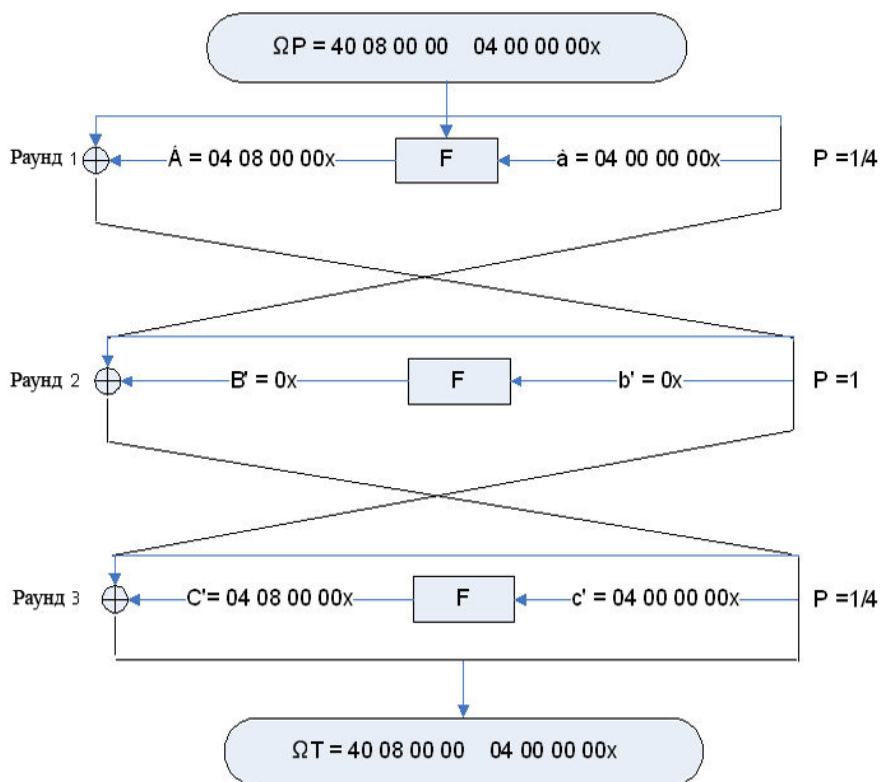 ΩP = 40 08 00 00 04 00 00 00x
Раунд 1 Á = 04 08 00 00x F à = 04 00 00 00x P =1/4
Раунд 2 B' = 0x F b' = 0x P =1
Раунд 3 C'= 04 08 00 00x F c' = 04 00 00 00x P =1/4
ΩT = 40 08 00 00 04 00 00 00x